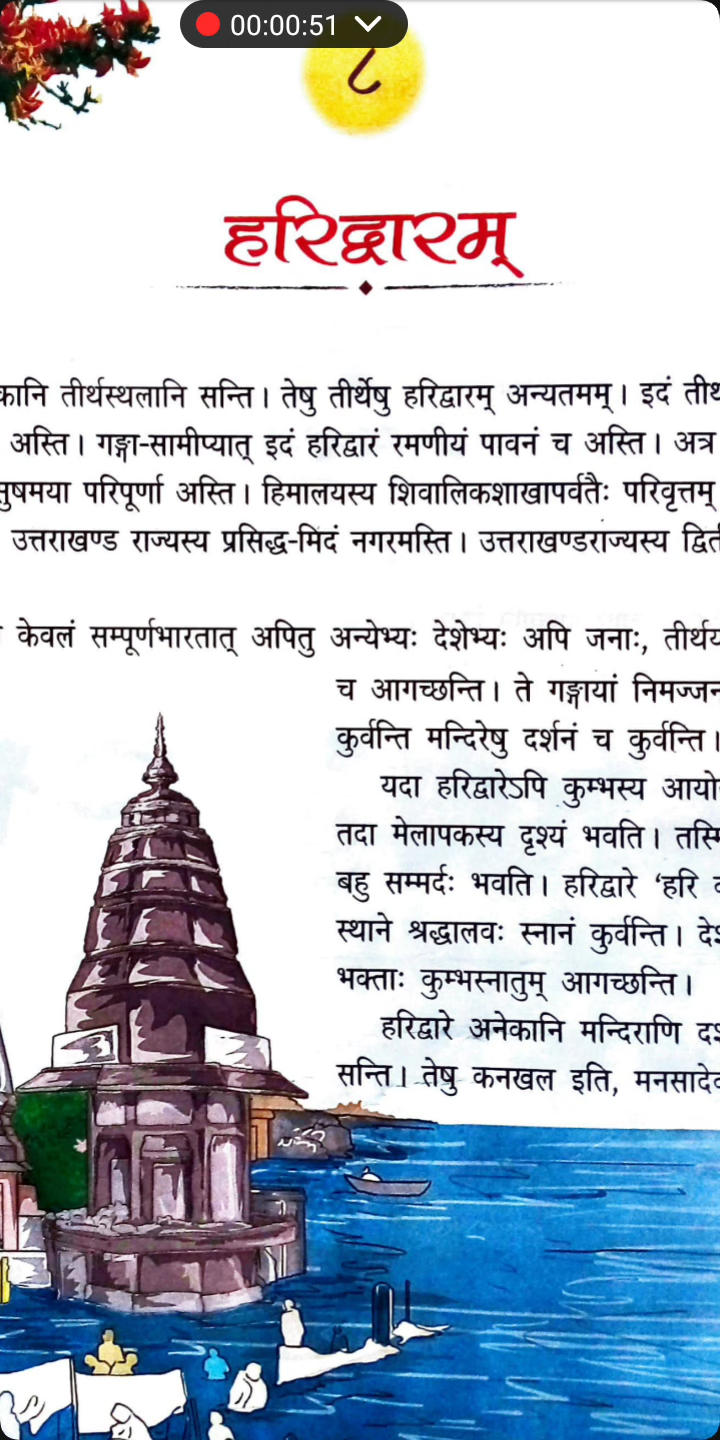 00:00:51
८
हरिद्वारम्
तीर्थस्थलानि सन्ति। तेषु तीर्थेषु हरिद्वारम् अन्यतमम्। इदं
अस्ति। गङ्गा-सामीप्यात् इदं हरिद्वारं रमणीयं पावनं च अस्ति। अत्र
परिपूर्णा अस्ति। हिमालयस्य शिवालिकशाखापर्वतैः परिवृत्तम्
उत्तराखण्ड राज्यस्य प्रसिद्ध-मिदं नगरमस्ति। उत्तराखण्डराज्यस्य
केवलं सम्पूर्णभारतात् अपितु अन्येभ्यः देशेभ्यः अपि जनाः,
च आगच्छन्ति। ते गङ्गायां
कुर्वन्ति मन्दिरेषु दर्शनं च कुर्वन्ति।
यदा हरिद्वारेऽपि कुम्भस्य
तदा मेलापकस्य दृश्यं भवति।
बहु सम्मर्दः भवति। हरिद्वारे ‘हरि
स्थाने श्रद्धालवः स्नानं कुर्वन्ति।
भक्ताः कुम्भस्नातुम् आगच्छन्ति।
हरिद्वारे अनेकानि मन्दिराणि
सन्ति। तेषु कनखल इति,